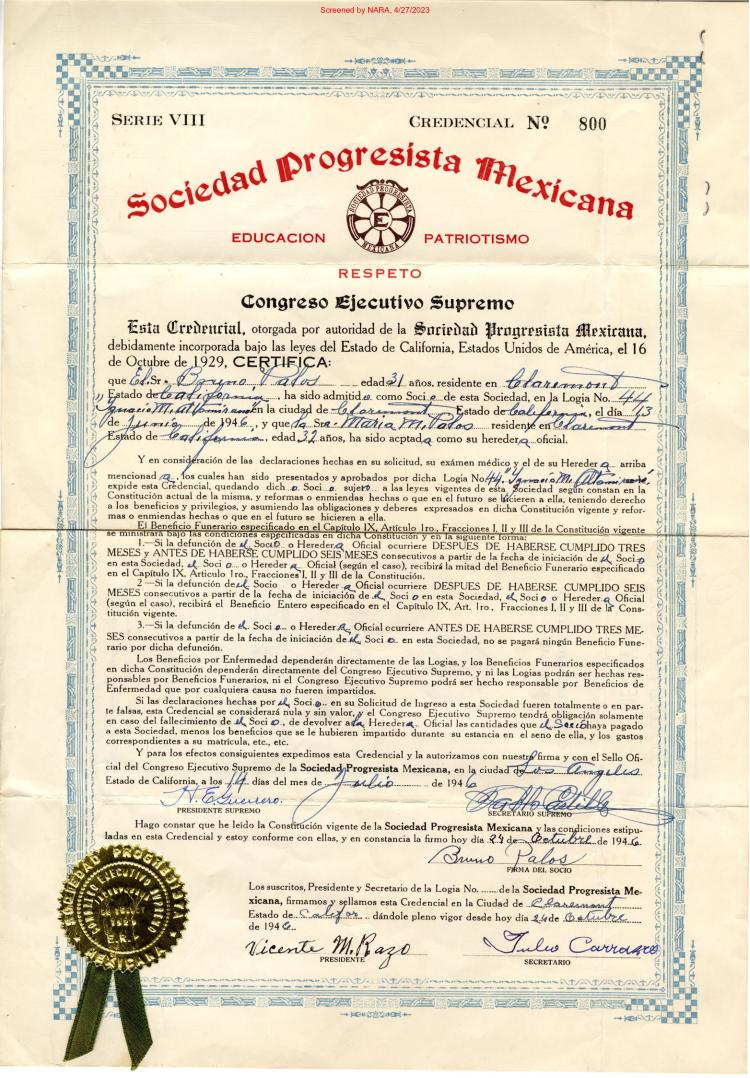 Screened by NARA, 4/27/2023
SERIE VIII CREDENCIAL Nº 800
Sociedad Progresista Mexicana
SOCIEDAD PROGRESISTA MEXICANA
E
EDUCACION PATRIOTISMO
RESPETO
Congreso Ejecutivo Supremo
Esta Credencial, otorgada por autoridad de la Sociedad Progresista Mexicana,
debidamente incorporada bajo las leyes del Estado de California, Estados Unidos de América, el 16
de Octubre de 1929, CERTIFICA:
que El Sr. Bruno Palos edad 31 años, residente en Claremont
Estado de California, ha sido admitido como Socio de esta Sociedad, en la Logia No. 44
"Ignacio M. Altamirano" en la ciudad de Claremont Estado de California, el día 13
de Junio de 1946, y que la Sra. Maria M. Palos residente en Claremont
Estado de California, edad 32 años, ha sido acptada como su heredera oficial.
Y en consideración de las declaraciones hechas en su solicitud, su exámen médico y el de su Heredera arriba
mencionada, los cuales han sido presentados y aprobados por dicha Logia No. 44 "Ignacio M. Altamirano"
expide esta Credencial, quedando dicho Socio sujeto a las leyes vigentes de esta Sociedad según constan en la
Constitución actual de la misma, y reformas o enmiendas hechas o que en el futuro se hicieren a ella, teniendo derecho
a los beneficios y privilegios, y asumiendo las obligaciones y deberes expresados en dicha Constitución vigente y refor-
mas o enmiendas hechas o que en el futuro se hicieren a ella.
El Beneficio Funerario especificado en el Capítulo IX, Artículo 1ro., Fracciones I, II y III de la Constitución vigente
se ministrará bajo las condiciones especificadas en dicha Constitución y en la siguiente forma:
1.—Si la defunción de el Socio o Heredera Oficial ocurriere DESPUES DE HABERSE CUMPLIDO TRES
MESES y ANTES DE HABERSE CUMPLIDO SEIS MESES consecutivos a partir de la fecha de iniciación de el Socio
en esta Sociedad, el Socio o Heredera Oficial (según el caso), recibirá la mitad del Beneficio Funerario especificado
en el Capítulo IX, Artículo 1ro., Fracciones I, II y III de la Constitución.
2—Si la defunción de el Socio o Heredera Oficial ocurriere DESPUES DE HABERSE CUMPLIDO SEIS
MESES consecutivos a partir de la fecha de iniciación de el Socio en esta Sociedad, el Socio o Heredera Oficial
(según el caso), recibirá el Beneficio Entero especificado en el Capítulo IX, Art. 1ro., Fracciones I, II y III de la Cons-
titución vigente.
3.—Si la defunción de el Socio o Heredera Oficial ocurriere ANTES DE HABERSE CUMPLIDO TRES ME-
SES consecutivos a partir de la fecha de iniciación de el Socio en esta Sociedad, no se pagará ningún Beneficio Fune-
rario por dicha defunción.
Los Beneficios por Enfermedad dependerán directamente de las Logias, y los Beneficios Funerarios especificados
en dicha Constitución dependerán directamente del Congreso Ejecutivo Supremo, y ni las Logias podrán ser hechas res-
ponsables por Beneficios Funerarios, ni el Congreso Ejecutivo Supremo podrá ser hecho responsable por Beneficios de
Enfermedad que por cualquiera causa no fueren impartidos.
Si las declaraciones hechas por el Socio en su Solicitud de Ingreso a esta Sociedad fueren totalmente o en par-
te falsas, esta Credencial se considerará nula y sin valor, y el Congreso Ejecutivo Supremo tendrá obligación solamente
en caso del fallecimiento de el Socio, de devolver a la Heredera Oficial las cantidades que el Socio haya pagado
a esta Sociedad, menos los beneficios que se le hubieren impartido durante su estancia en el seno de ella, y los gastos
correspondientes a su matrícula, etc., etc.
Y para los efectos consiguientes expedimos esta Credencial y la autorizamos con nuestra firma y con el Sello Ofi-
cial del Congreso Ejecutivo Supremo de la Sociedad Progresista Mexicana, en la ciudad de Los Angeles
Estado de California, a los 14 días del mes de Julio de 1946
H. E. Guerrero. Pablo
PRESIDENTE SUPREMO SECRETARIO SUPREMO
Hago constar que he leído la Constitución vigente de la Sociedad Progresista Mexicana y las condiciones estipu-
ladas en esta Credencial y estoy conforme con ellas, y en constancia la firmo hoy día 24 de Octubre de 1946.
Bruno Palos
FIRMA DEL SOCIO
Los suscritos, Presidente y Secretario de la Logia No. de la Sociedad Progresista Me-
xicana, firmamos y sellamos esta Credencial en la Ciudad de Claremont
Estado de Califor. dándole pleno vigor desde hoy día 24 de Octubre
de 1946
Vicente M. Razo Tulio
PRESIDENTE SECRETARIO
SOCIEDAD PROGRESISTA MEXICANA
CONGRESO EJECUTIVO SUPREMO